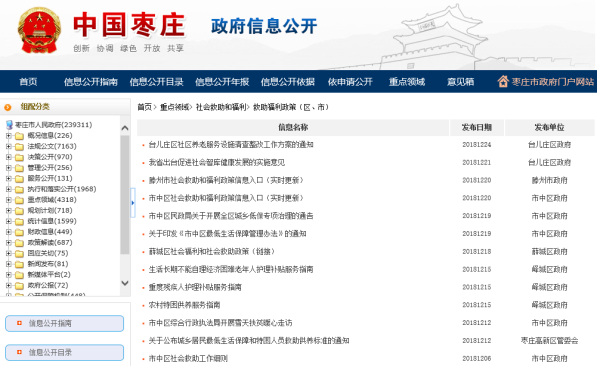 中国枣庄
政府信息公开
创新 协调 绿色 开放 共享
首页 信息公开指南 信息公开目录 信息公开年报 信息公开依据 依申请公开 重点领域 意见箱 枣庄市政府门户网站
组配分类
枣庄市人民政府(239311)
概况信息(226)
法规公文(7163)
决策公开(970)
管理公开(256)
服务公开(131)
执行和落实公开(1968)
重点领域(4318)
规划计划(718)
统计信息(1599)
财政信息(449)
政策解读(687)
回应关切(75)
新闻发布(81)
新媒体平台(2)
政府公报(72)
信息公开指南
信息公开目录
首页> 重点领域> 社会救助和福利> 救助福利政策(区、市)
信息名称 发布日期 发布单位
台儿庄区社区养老服务设施清查整改工作方案的通知 20181224 台儿庄区政府
我省出台促进社会智库健康发展的实施意见 20181221 台儿庄区政府
滕州市社会救助和福利政策信息入口（实时更新） 20181220 滕州市政府
市中区社会救助和福利政策信息入口（实时更新） 20181220 市中区政府
市中区民政局关于开展全区城乡低保专项治理的通告 20181219 市中区政府
关于印发《市中区最低生活保障管理办法》的通知 20181219 市中区政府
薛城区社会福利和社会救助政策（链接） 20181218 薛城区政府
生活长期不能自理经济困难老年人护理补贴服务指南 20181215 峄城区政府
重度残疾人护理补贴服务指南 20181215 峄城区政府
农村特困供养服务指南 20181215 峄城区政府
市中区综合行政执法局开展雪天扶贫暖心走访 20181212 市中区政府
关于公布城乡居民最低生活保障和特困人员救助供养标准的通知 20181212 枣庄高新区管委会
市中区社会救助工作细则 20181206 市中区政府